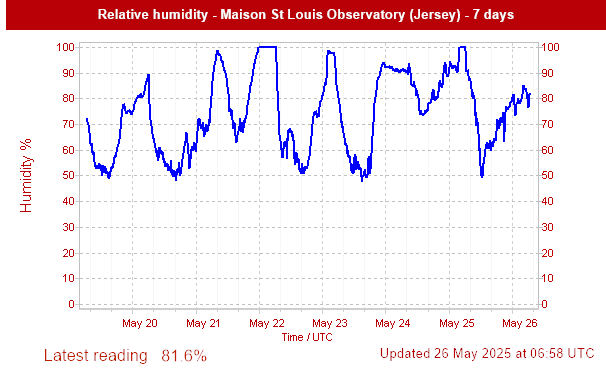 Relative humidity - Maison St Louis Observatory (Jersey) - 7 days
100 100
90 90
80 80
70 70
60 60
50 50
40 40
30 30
20 20
10 10
0 0
Humidity %
May 20 May 21 May 22 May 23 May 24 May 25 May 26
Time / UTC
Latest reading 81.6%
Updated 26 May 2025 at 06:58 UTC